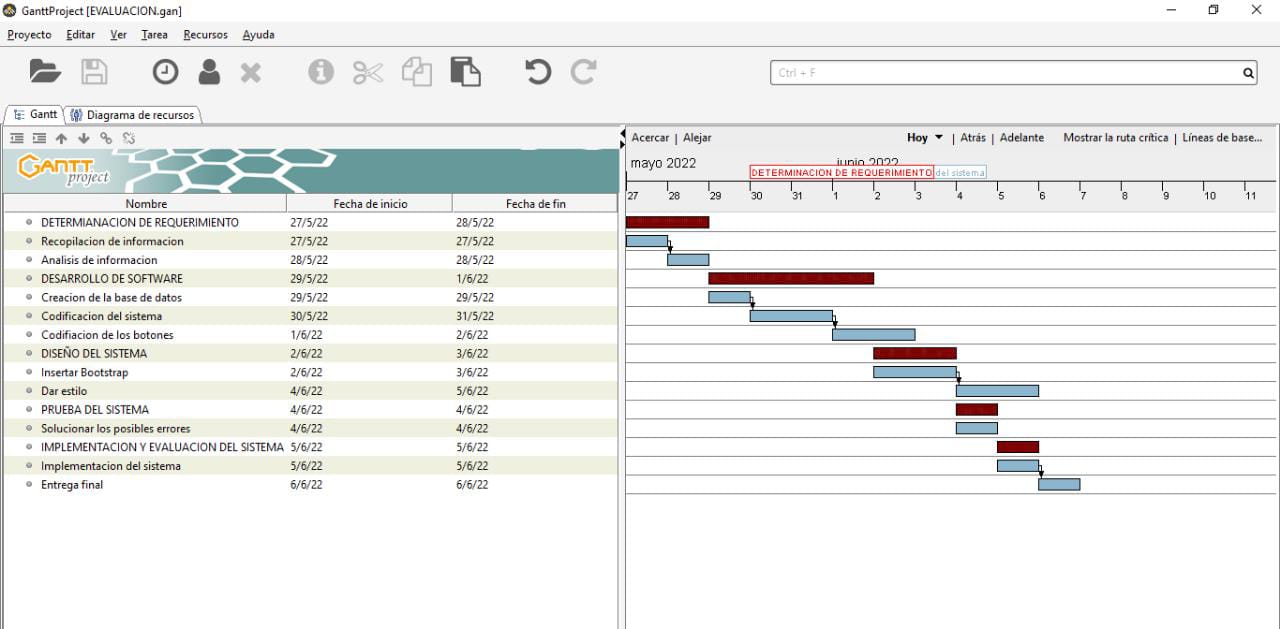 GanttProject [EVALUACION.gan]
Proyecto Editar Ver Tarea Recursos Ayuda
Ctrl + F
Gantt Diagrama de recursos
Acercar | Alejar Hoy | Atrás | Adelante Mostrar la ruta crítica | Líneas de base...
GANTT project
mayo 2022 junio 2022
DETERMINACION DE REQUERIMIENTO del sistema
27 28 29 30 31 1 2 3 4 5 6 7 8 9 10 11
Nombre Fecha de inicio Fecha de fin
DETERMIANACION DE REQUERIMIENTO 27/5/22 28/5/22
Recopilacion de informacion 27/5/22 27/5/22
Analisis de informacion 28/5/22 28/5/22
DESARROLLO DE SOFTWARE 29/5/22 1/6/22
Creacion de la base de datos 29/5/22 29/5/22
Codificacion del sistema 30/5/22 31/5/22
Codifiacion de los botones 1/6/22 2/6/22
DISEÑO DEL SISTEMA 2/6/22 3/6/22
Insertar Bootstrap 2/6/22 3/6/22
Dar estilo 4/6/22 5/6/22
PRUEBA DEL SISTEMA 4/6/22 4/6/22
Solucionar los posibles errores 4/6/22 4/6/22
IMPLEMENTACION Y EVALUACION DEL SISTEMA 5/6/22 5/6/22
Implementacion del sistema 5/6/22 5/6/22
Entrega final 6/6/22 6/6/22